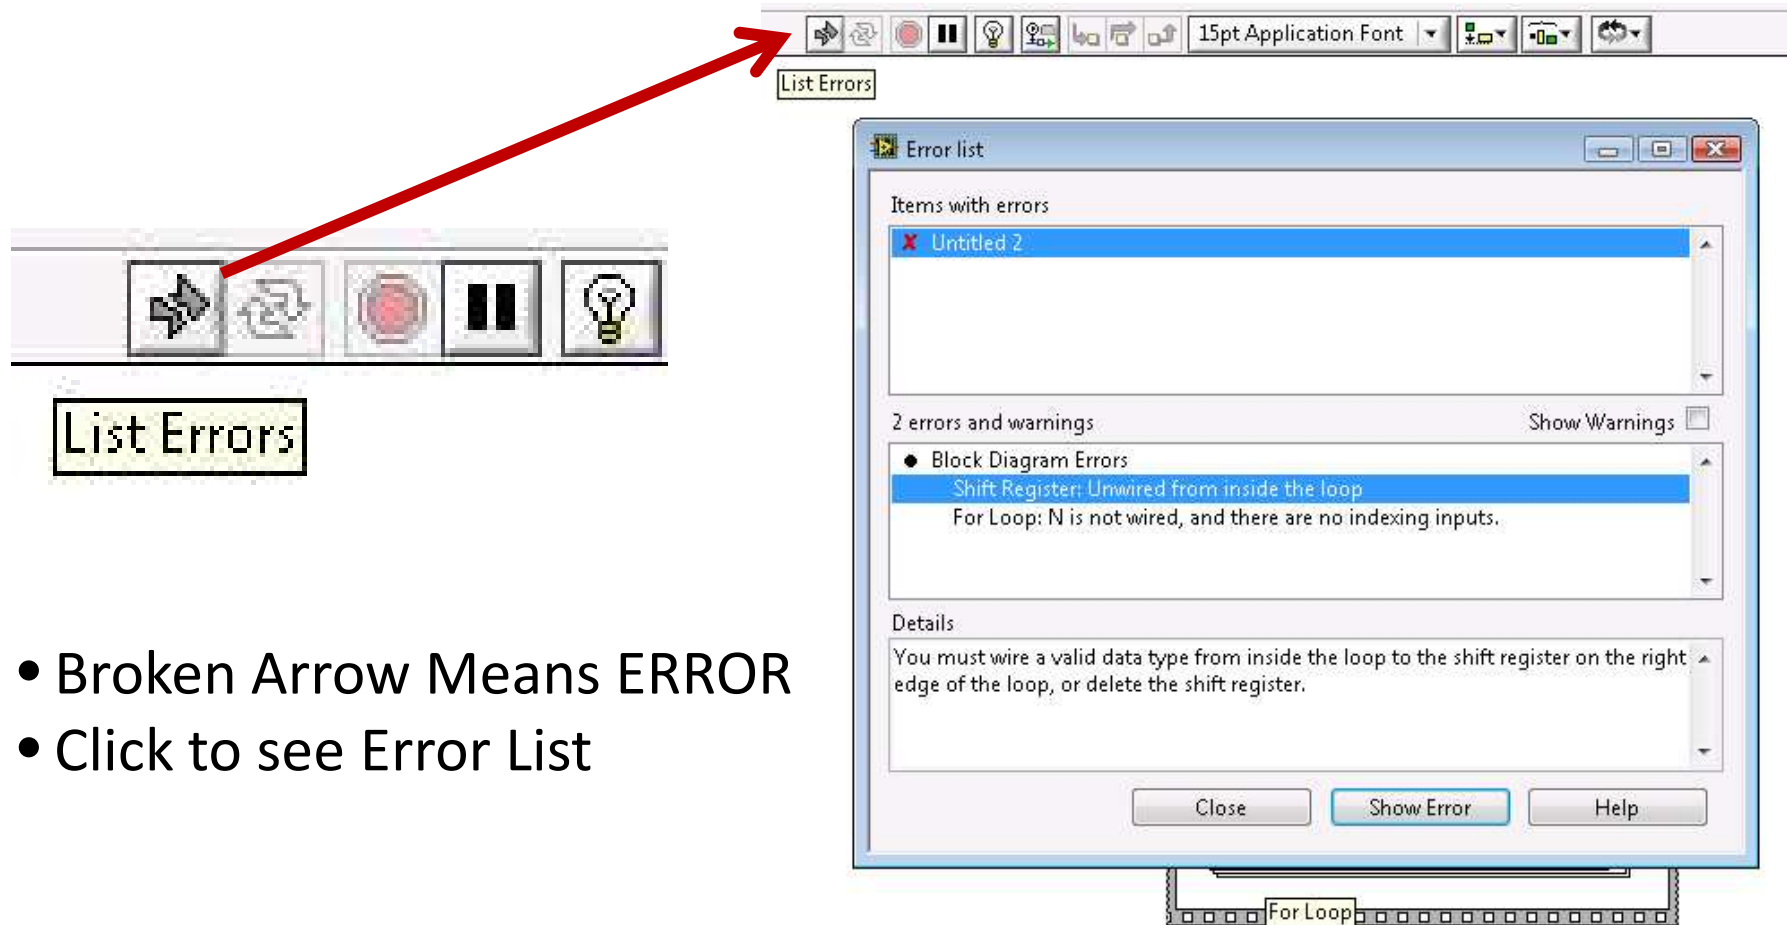 15pt Application Font
List Errors
Error list
Items with errors
Untitled 2
List Errors
2 errors and warnings
Show Warnings
Block Diagram Errors
Shift Register: Unwired from inside the loop
For Loop: N is not wired, and there are no indexing inputs.
Details
You must wire a valid data type from inside the loop to the shift register on the right
edge of the loop, or delete the shift register.
• Broken Arrow Means ERROR
• Click to see Error List
Close
Show Error
Help
For Loop